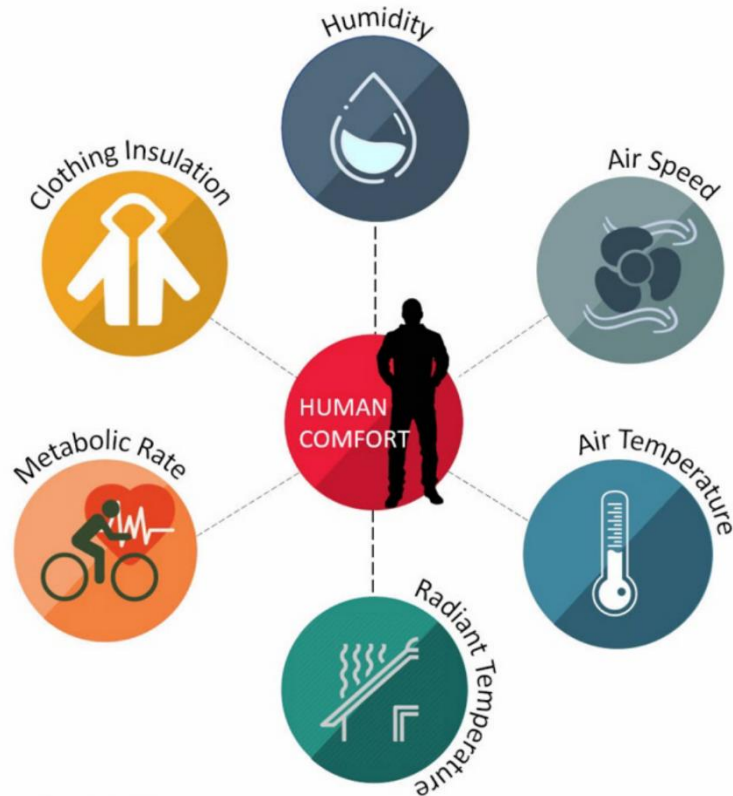 Humidity
Clothing Insulation
Air Speed
HUMAN
COMFORT
Metabolic Rate
Air Temperature
Radiant Temperature